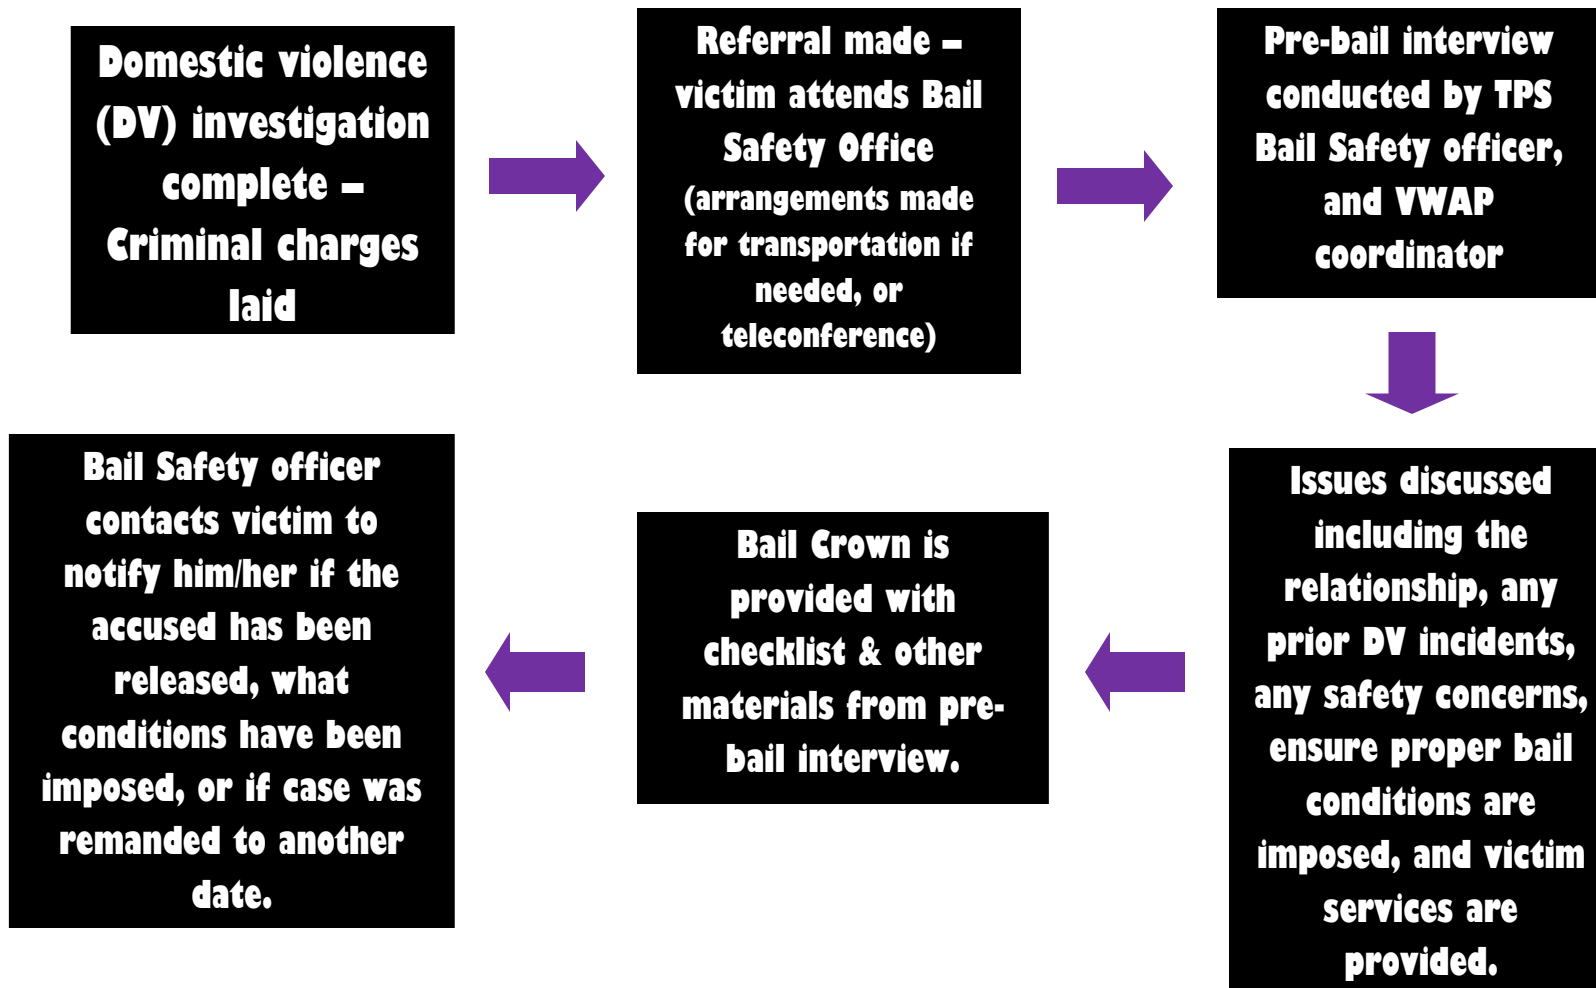 Domestic violence
(DV) investigation
complete –
Criminal charges
laid
Referral made –
victim attends Bail
Safety Office
(arrangements made
for transportation if
needed, or
teleconference)
Pre-bail interview
conducted by TPS
Bail Safety officer,
and VWAP
coordinator
Issues discussed
including the
relationship, any
prior DV incidents,
any safety concerns,
ensure proper bail
conditions are
imposed, and victim
services are
provided.
Bail Crown is
provided with
checklist & other
materials from pre-
bail interview.
Bail Safety officer
contacts victim to
notify him/her if the
accused has been
released, what
conditions have been
imposed, or if case was
remanded to another
date.